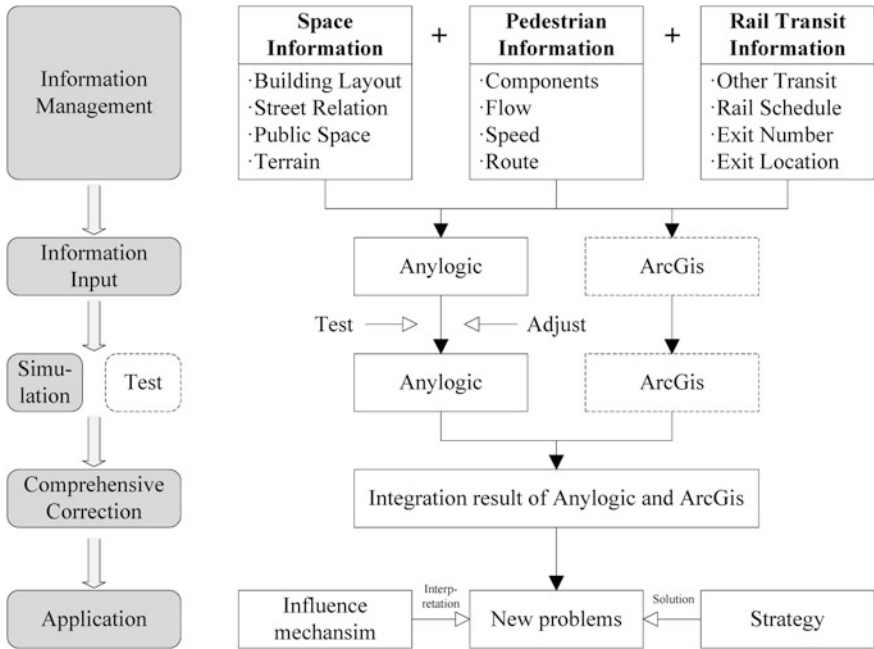 Information
Management
Space
Information
·Building Layout
·Street Relation
·Public Space
·Terrain
+
Pedestrian
Information
·Components
·Flow
·Speed
·Route
+
Rail Transit
Information
·Other Transit
·Rail Schedule
·Exit Number
·Exit Location
Information
Input
Anylogic
ArcGis
Test
Adjust
Simu-
lation
Test
Anylogic
ArcGis
Comprehensive
Correction
Integration result of Anylogic and ArcGis
Application
Influence
mechansim
Interp-
retation
New problems
Solution
Strategy